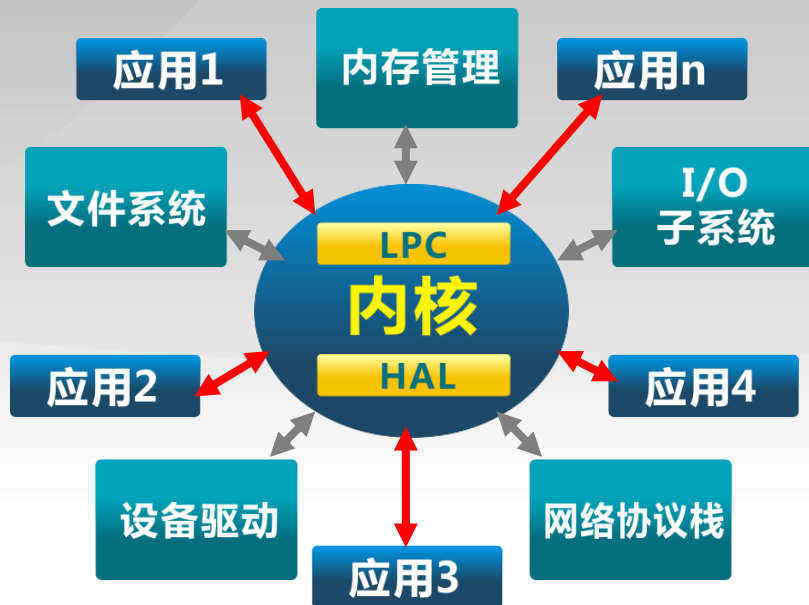 应用1
内存管理
应用n
文件系统
I/O
子系统
LPC
内核
HAL
应用2
应用4
设备驱动
网络协议栈
应用3